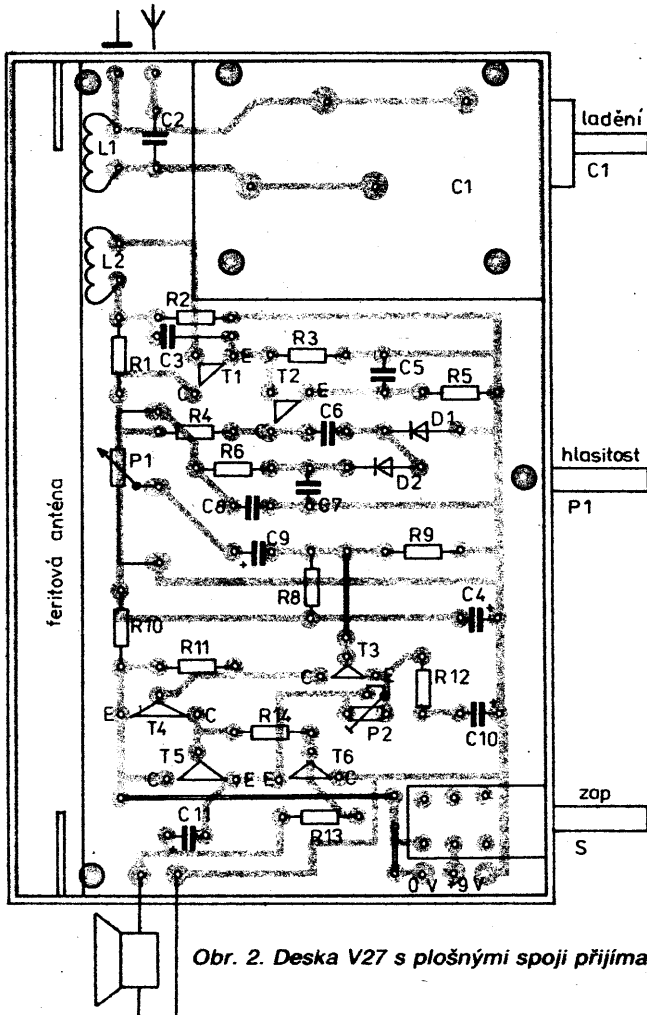 C2
ladění
L1
C1
C1
L2
R2
C3
R3
E
R1
T1
T2
C5
C
E
R5
R4
C6
D1
P1
R6
D2
hlasitost
C8
C7
P1
C9
R9
+
feritová anténa
R8
C4
+
R10
R11
T3
C
E
R12
E
C
T4
P2
+
R14
C10
T5
T6
C
E
E
C
zap
C11
R13
+
S
0 V +9 V
Obr. 2. Deska V27 s plošnými spoji přijíma